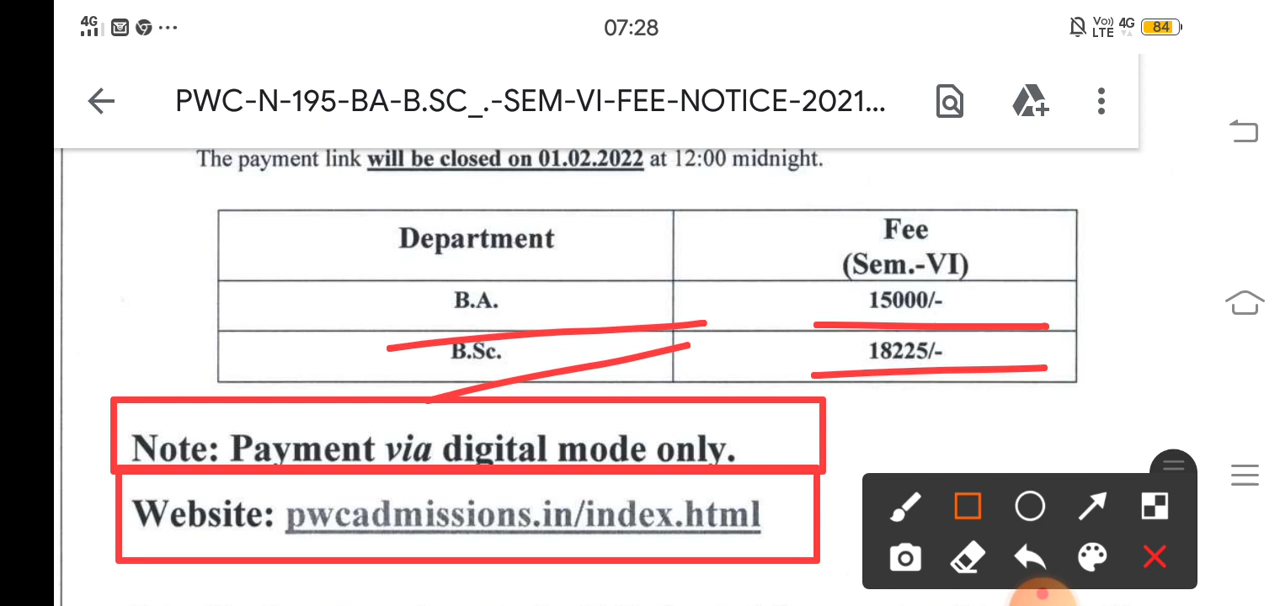 4G 07:28 Vo)) LTE 4G 84
PWC-N-195-BA-B.SC_.-SEM-VI-FEE-NOTICE-2021...
The payment link will be closed on 01.02.2022 at 12:00 midnight.
Department Fee (Sem.-VI)
B.A. 15000/-
B.Sc. 18225/-
Note: Payment via digital mode only.
Website: pwcadmissions.in/index.html